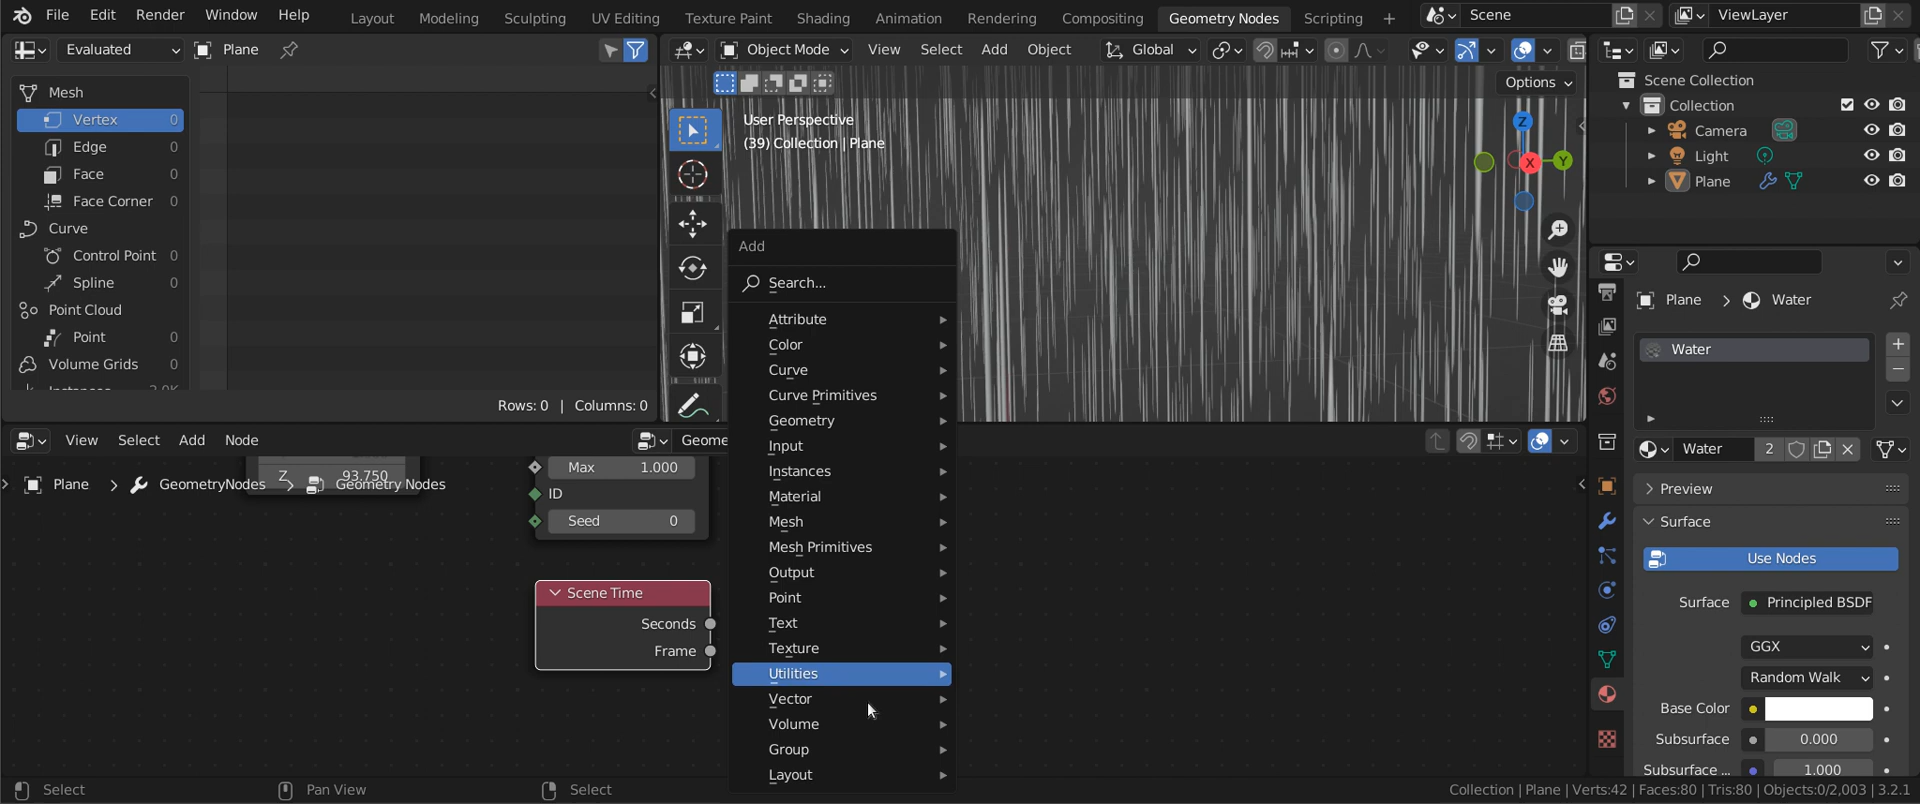 File Edit Render Window Help Layout Modeling Sculpting UV Editing Texture Paint Shading Animation Rendering Compositing Geometry Nodes Scripting + Scene ViewLayer
Evaluated Plane
Object Mode View Select Add Object Global
Options
Mesh
Vertex 0
Edge 0
Face 0
Face Corner 0
Curve
Control Point 0
Spline 0
Point Cloud
Point 0
Volume Grids 0
Rows: 0 | Columns: 0
User Perspective
(39) Collection | Plane
Z
X
Y
Scene Collection
Collection
Camera
Light
Plane
Add
Search...
Attribute
Color
Curve
Curve Primitives
Geometry
Input
Instances
Material
Mesh
Mesh Primitives
Output
Point
Text
Texture
Utilities
Vector
Volume
Group
Layout
View Select Add Node Geome
Z 93.750
Plane > GeometryNodes > Geometry Nodes
Max 1.000
ID
Seed 0
Scene Time
Seconds
Frame
Plane > Water
Water
Water 2
Preview
Surface
Use Nodes
Surface Principled BSDF
GGX
Random Walk
Base Color
Subsurface 0.000
Subsurface ... 1.000
Select Pan View Select
Collection | Plane | Verts:42 | Faces:80 | Tris:80 | Objects:0/2,003 | 3.2.1